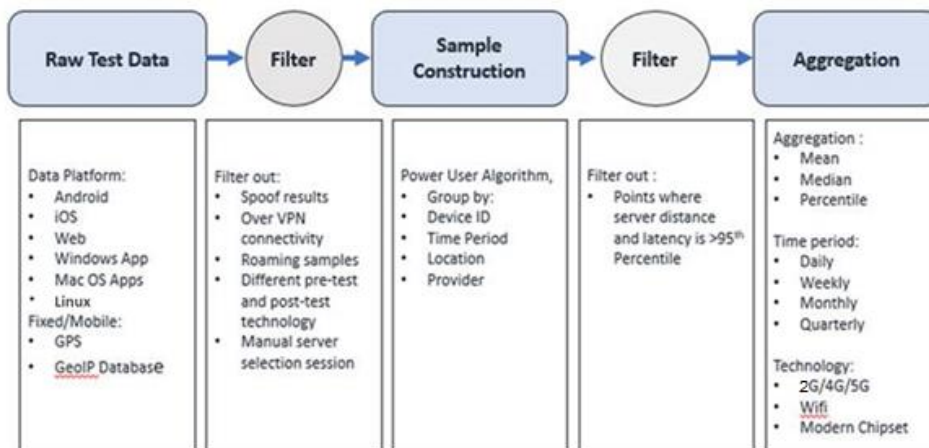 Raw Test Data
Filter
Sample
Construction
Filter
Aggregation
Data Platform:
• Android
• iOS
• Web
• Windows App
• Mac OS Apps
• Linux
Fixed/Mobile:
• GPS
• GeoIP Database
Filter out:
• Spoof results
• Over VPN
connectivity
• Roaming samples
• Different pre-test
and post-test
technology
• Manual server
selection session
Power User Algorithm,
• Group by:
• Device ID
• Time Period
• Location
• Provider
Filter out :
• Points where
server distance
and latency is >95th
Percentile
Aggregation :
• Mean
• Median
• Percentile
Time period:
• Daily
• Weekly
• Monthly
• Quarterly
Technology:
• 2G/4G/5G
• Wifi
• Modern Chipset